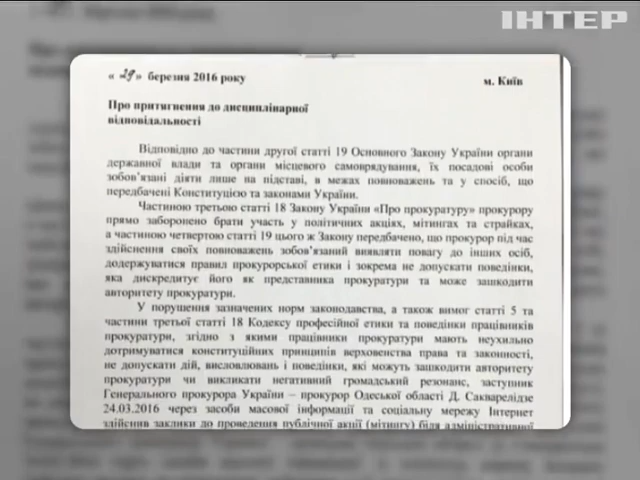 ІНТЕР
« 29 » березня 2016 року м. Київ
Про притягнення до дисциплінарної
відповідальності
Відповідно до частини другої статті 19 Основного Закону України органи
державної влади та органи місцевого самоврядування, їх посадові особи
зобов'язані діяти лише на підставі, в межах повноважень та у спосіб, що
передбачені Конституцією та законами України.
Частиною третьою статті 18 Закону України «Про прокуратуру» прокурору
прямо заборонено брати участь у політичних акціях, мітингах та страйках,
а частиною четвертою статті 19 цього ж Закону передбачено, що прокурор під час
здійснення своїх повноважень зобов'язаний виявляти повагу до інших осіб,
додержуватися правил прокурорської етики і зокрема не допускати поведінки,
яка дискредитує його як представника прокуратури та може зашкодити
авторитету прокуратури.
У порушення зазначених норм законодавства, а також вимог статті 5 та
частини третьої статті 18 Кодексу професійної етики та поведінки працівників
прокуратури, згідно з якими працівники прокуратури мають неухильно
дотримуватися конституційних принципів верховенства права та законності,
не допускати дій, висловлювань і поведінки, які можуть зашкодити авторитету
прокуратури чи викликати негативний громадський резонанс, заступник
Генерального прокурора України – прокурор Одеської області Д. Сакварелідзе
24.03.2016 через засоби масової інформації та соціальну мережу Інтернет
здійснив заклики до проведення публічної акції (мітингу) біля адміністративної